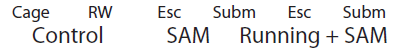 Cage RW Esc Subm Esc Subm
Control SAM Running + SAM